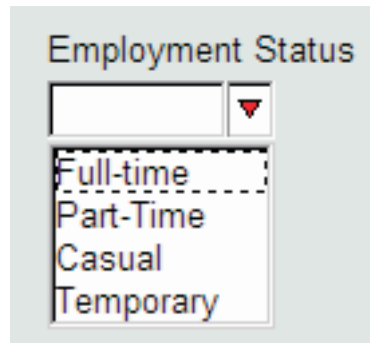 Employment Status
Full-time
Part-Time
Casual
Temporary